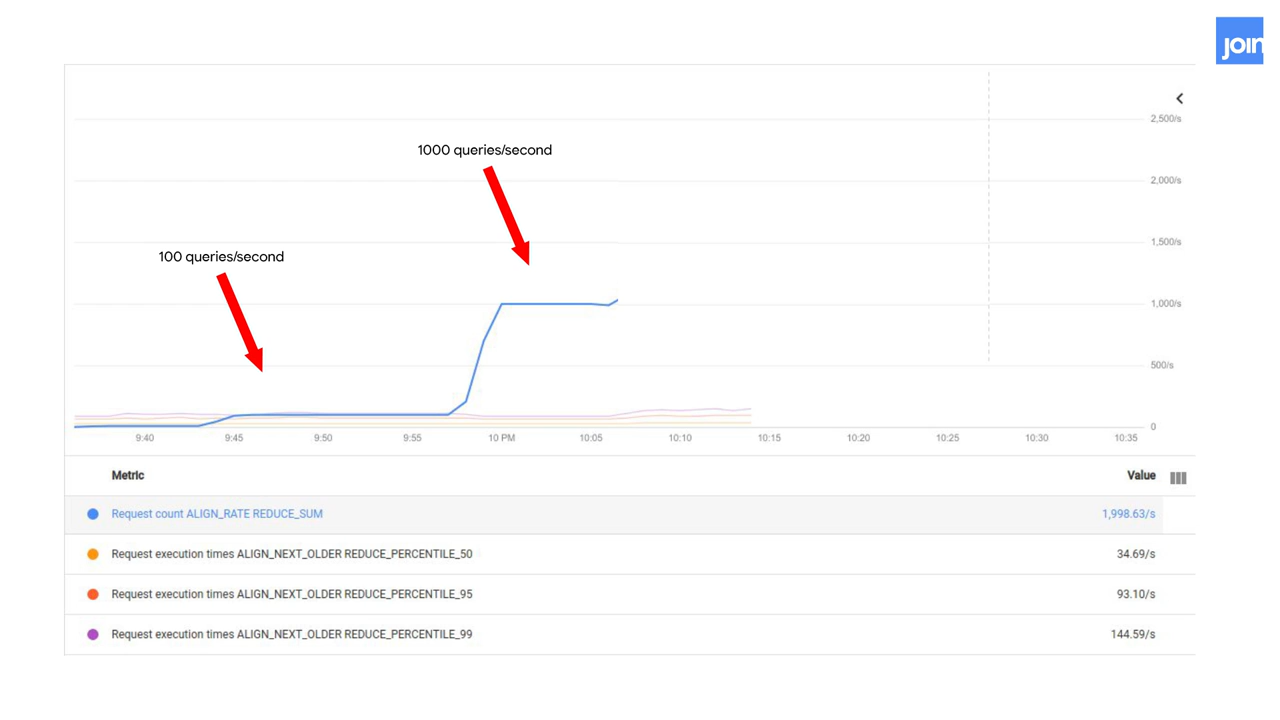 join
2,500/s
1000 queries/second
2,000/s
1,500/s
100 queries/second
1,000/s
500/s
0
9:40 9:45 9:50 9:55 10 PM 10:05 10:10 10:15 10:20 10:25 10:30 10:35
Metric Value
Request count ALIGN_RATE REDUCE_SUM 1,998.63/s
Request execution times ALIGN_NEXT_OLDER REDUCE_PERCENTILE_50 34.69/s
Request execution times ALIGN_NEXT_OLDER REDUCE_PERCENTILE_95 93.10/s
Request execution times ALIGN_NEXT_OLDER REDUCE_PERCENTILE_99 144.59/s